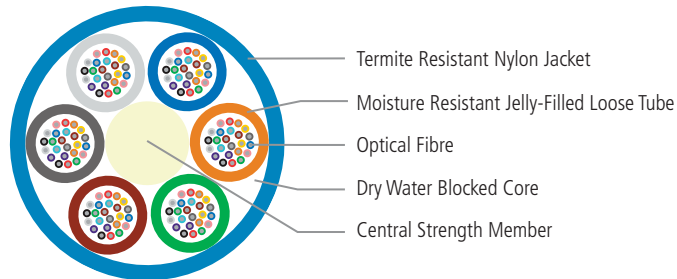 Termite Resistant Nylon Jacket
Moisture Resistant Jelly-Filled Loose Tube
Optical Fibre
Dry Water Blocked Core
Central Strength Member